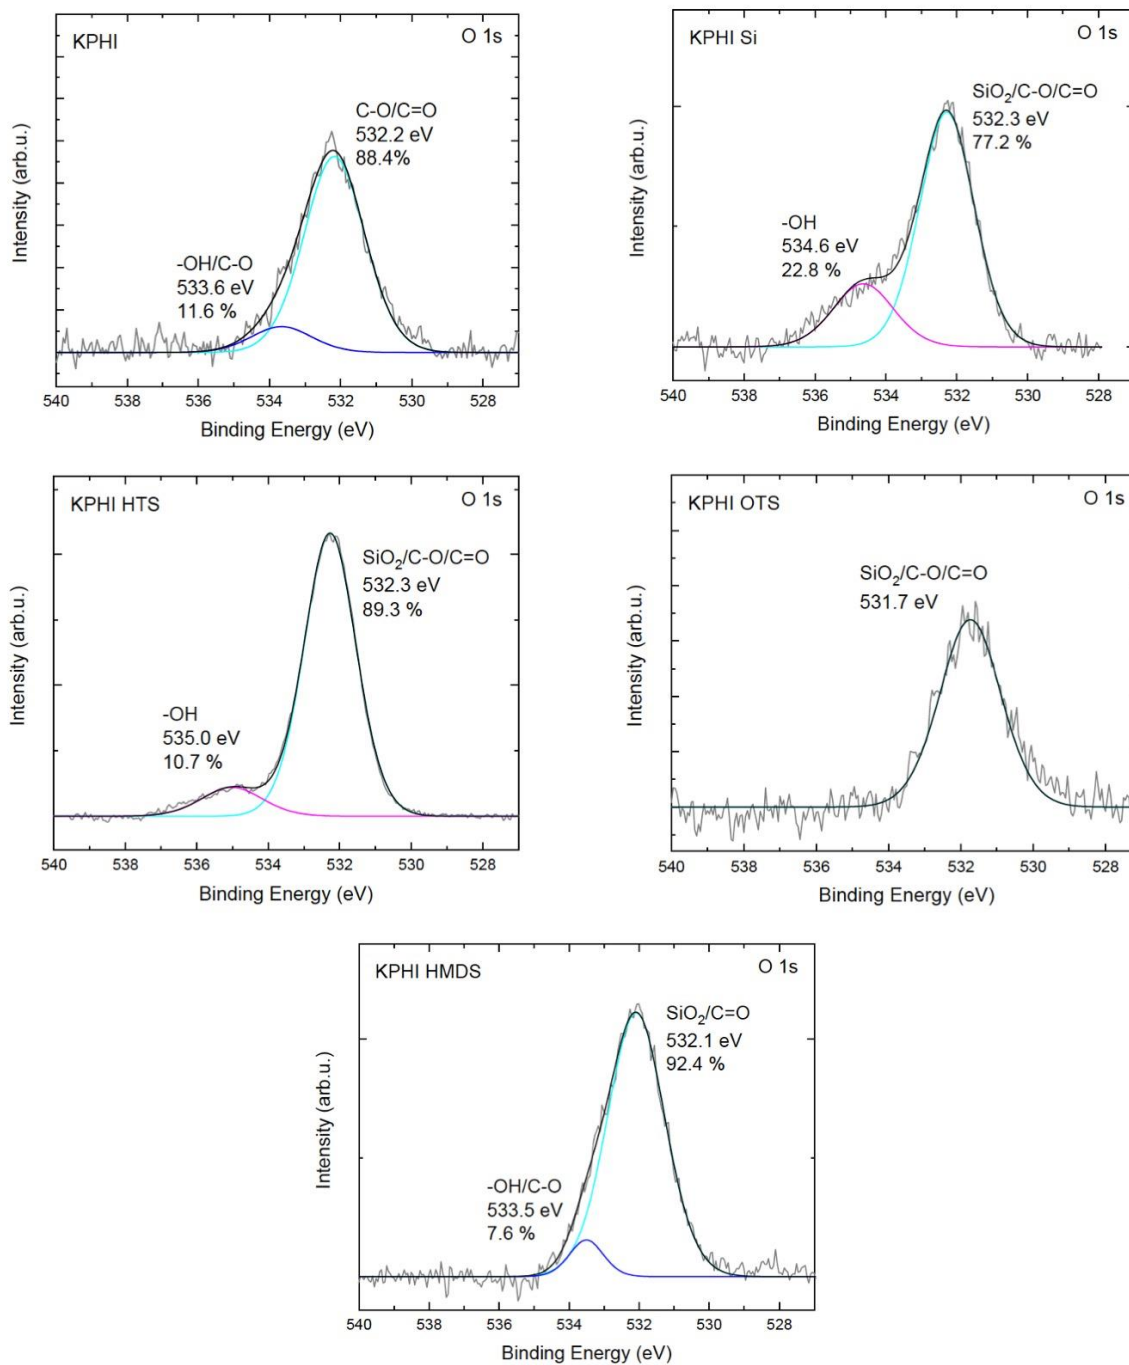 KPHI
O 1s
C-O/C=O
532.2 eV
88.4%
-OH/C-O
533.6 eV
11.6 %
Intensity (arb.u.)
540 538 536 534 532 530 528
Binding Energy (eV)
KPHI Si
O 1s
SiO₂/C-O/C=O
532.3 eV
77.2 %
-OH
534.6 eV
22.8 %
Intensity (arb.u.)
540 538 536 534 532 530 528
Binding Energy (eV)
KPHI HTS
O 1s
SiO₂/C-O/C=O
532.3 eV
89.3 %
-OH
535.0 eV
10.7 %
Intensity (arb.u.)
540 538 536 534 532 530 528
Binding Energy (eV)
KPHI OTS
O 1s
SiO₂/C-O/C=O
531.7 eV
Intensity (arb.u.)
540 538 536 534 532 530 528
Binding Energy (eV)
KPHI HMDS
O 1s
SiO₂/C=O
532.1 eV
92.4 %
-OH/C-O
533.5 eV
7.6 %
Intensity (arb.u.)
540 538 536 534 532 530 528
Binding Energy (eV)